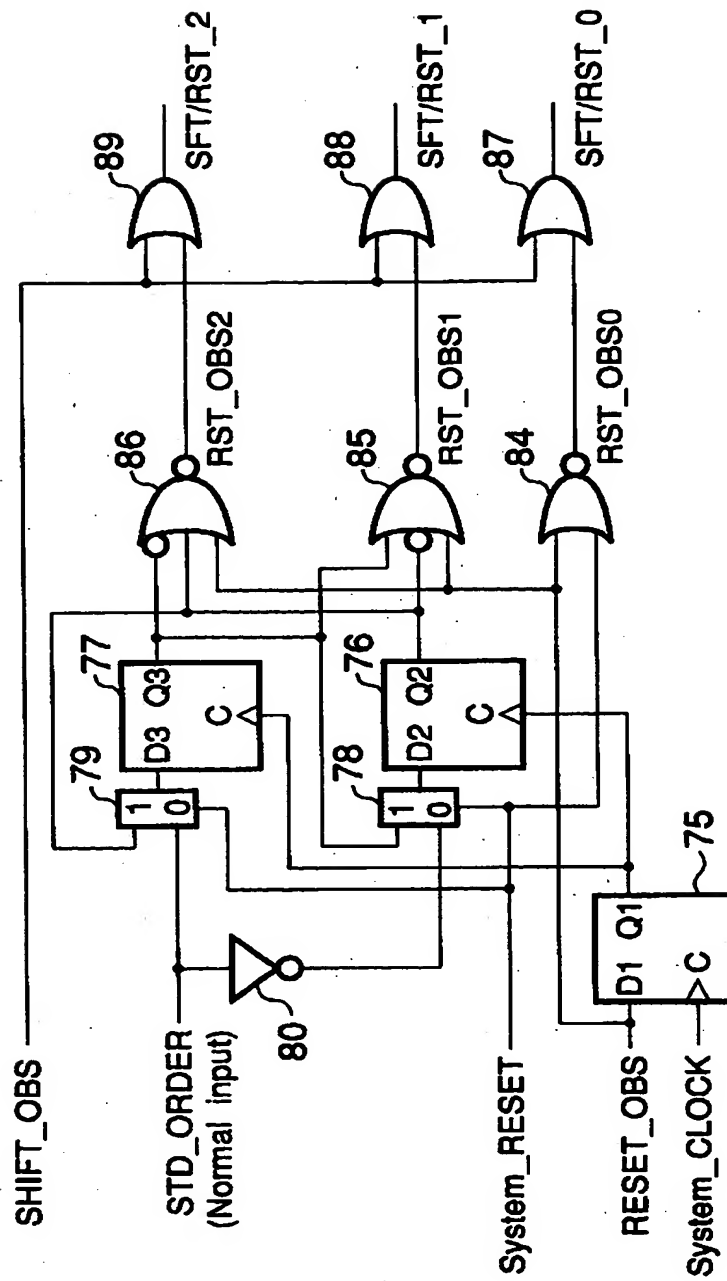 SHIFT_OBS
STD_ORDER
(Normal input)
System_RESET
RESET_OBS
System_CLOCK
80
79
1
0
78
1
0
77
D3 Q3
C
76
D2 Q2
C
75
D1 Q1
C
86
RST_OBS2
85
RST_OBS1
84
RST_OBS0
89
SFT/RST_2
88
SFT/RST_1
87
SFT/RST_0